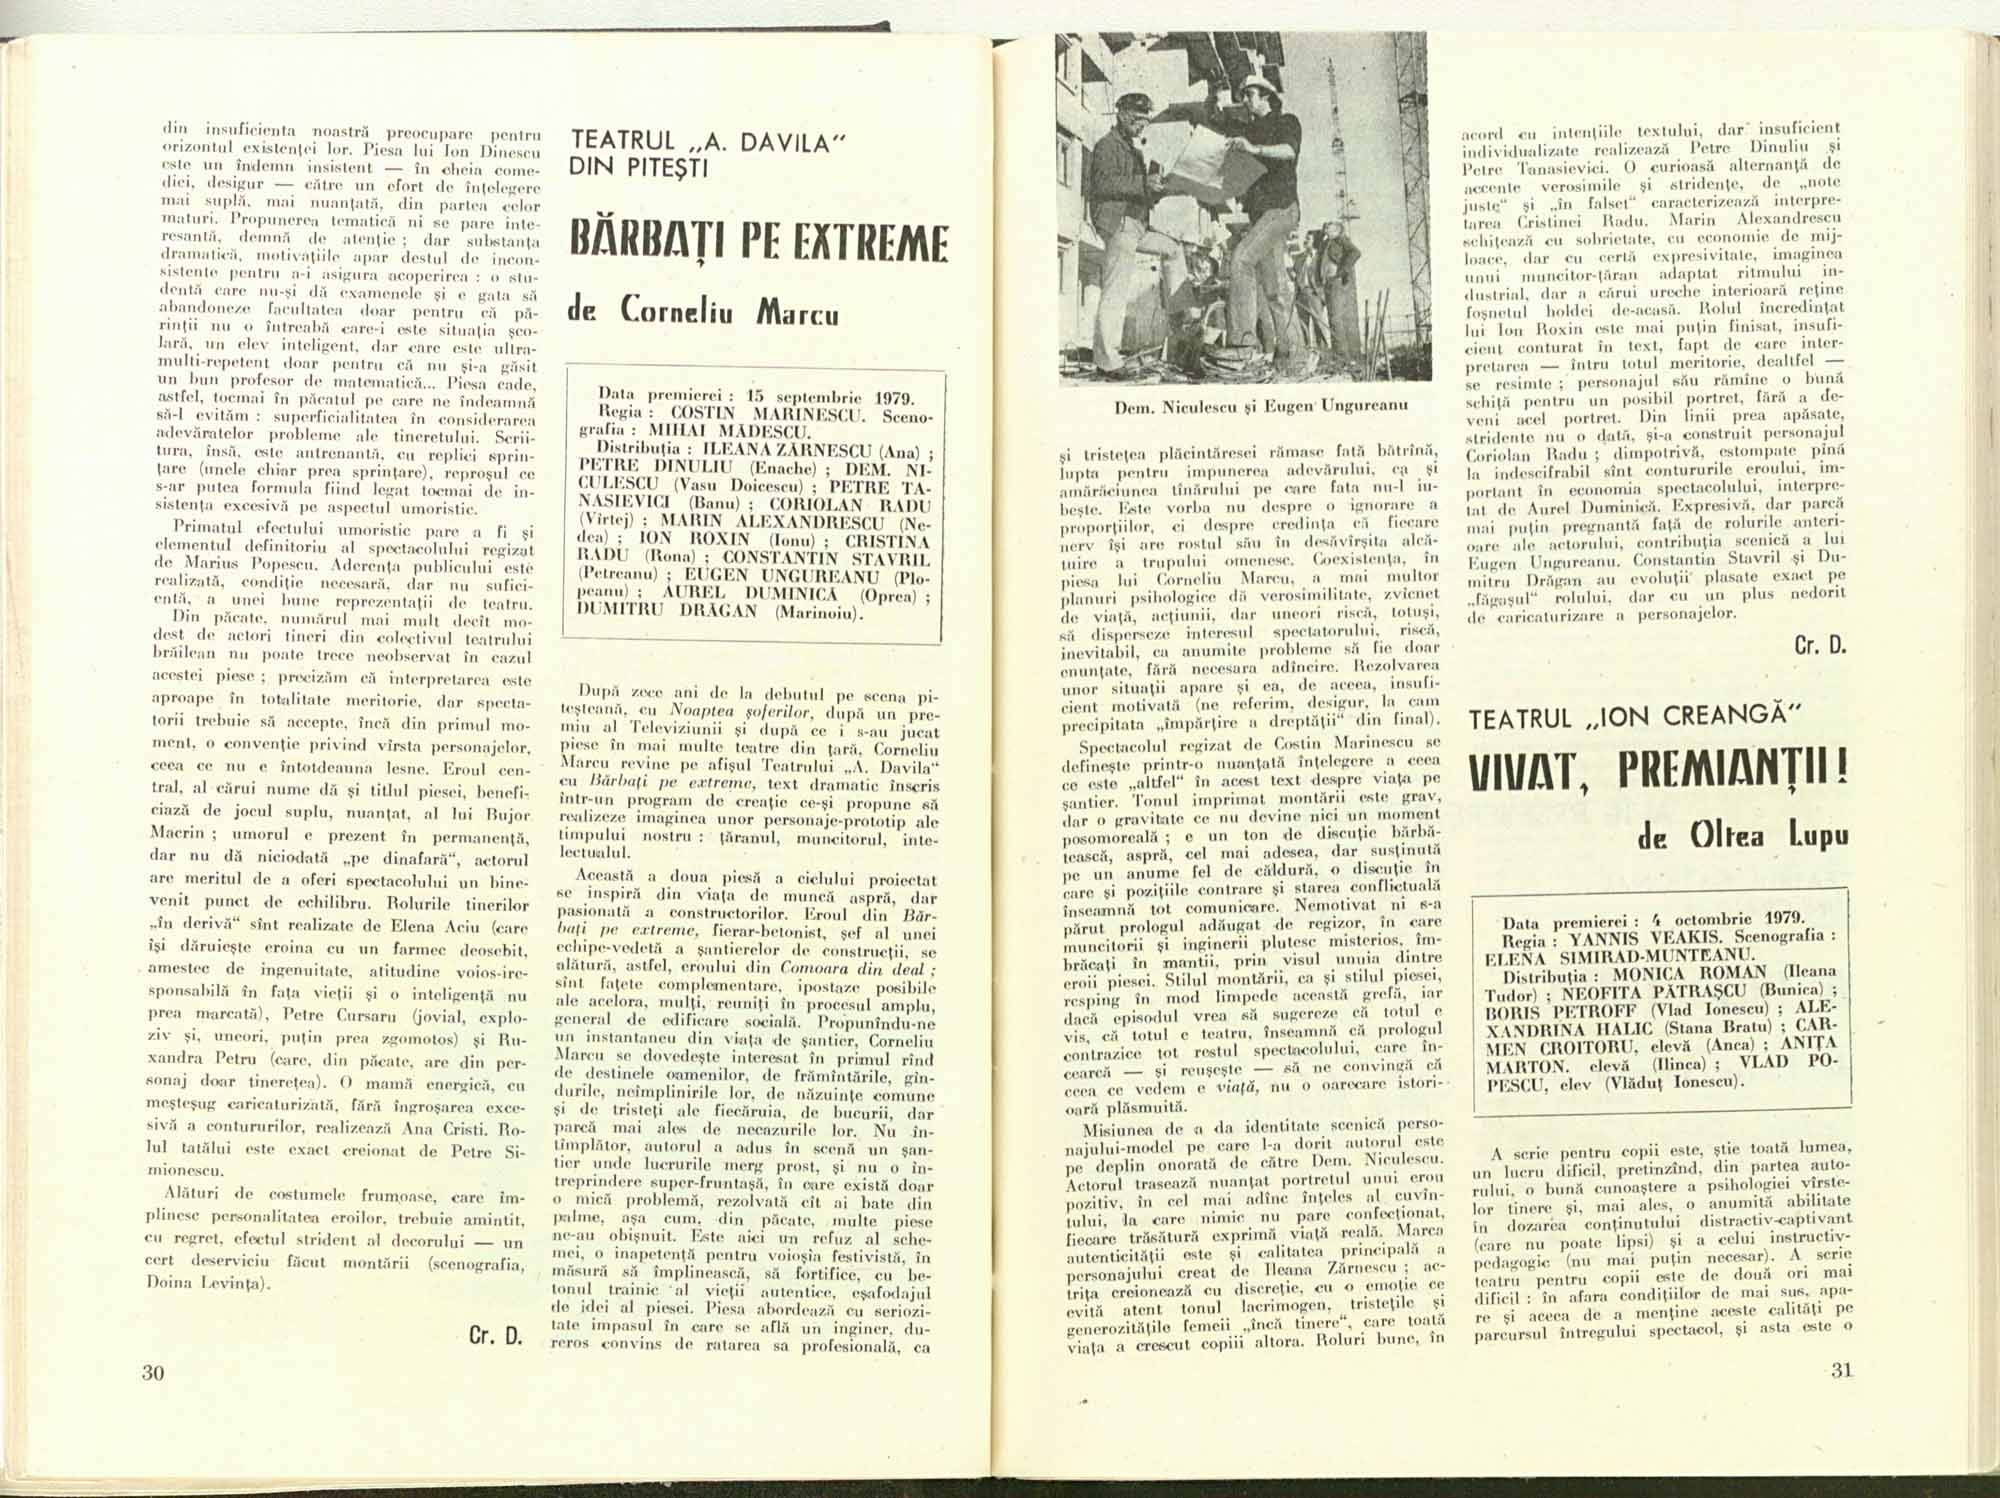 din insuficienta noastră preocupare pentru
orizontul existenței lor. Piesa lui Ion Dinescu
este un îndemn insistent — în cheia come-
diei, desigur — către un efort de înțelegere
mai suplă, mai nuanțată, din partea celor
maturi. Propunerea tematică ni se pare inte-
resantă, demnă de atenție ; dar substanța
dramatică, motivațiile apar destul de incon-
sistente pentru a-i asigura acoperirea : o stu-
dentă care nu-și dă examenele și e gata să
abandoneze facultatea doar pentru că pă-
rinții nu o întreabă care-i este situația șco-
lară, un elev inteligent, dar care este ultra-
multi-repetent doar pentru că nu și-a găsit
un bun profesor de matematică... Piesa cade,
astfel, tocmai în păcatul pe care ne îndeamnă
să-l evităm : superficialitatea în considerarea
adevăratelor probleme ale tineretului. Scrii-
tura, însă, este antrenantă, cu replici sprin-
țare (unele chiar prea sprințare), reproșul ce
s-ar putea formula fiind legat tocmai de in-
sistența excesivă pe aspectul umoristic.
Primatul efectului umoristic pare a fi și
elementul definitoriu al spectacolului regizat
de Marius Popescu. Aderența publicului este
realizată, condiție necesară, dar nu sufici-
entă, a unei bune reprezentații de teatru.
Din păcate, numărul mai mult decît mo-
dest de actori tineri din colectivul teatrului
brăilean nu poate trece neobservat în cazul
acestei piese ; precizăm că interpretarea este
aproape în totalitate meritorie, dar specta-
torii trebuie să accepte, încă din primul mo-
ment, o convenție privind vîrsta personajelor,
ceea ce nu e întotdeauna lesne. Eroul cen-
tral, al cărui nume dă și titlul piesei, benefi-
ciază de jocul suplu, nuanțat, al lui Bujor
Macrin ; umorul e prezent în permanență,
dar nu dă niciodată „pe dinafară“, actorul
are meritul de a oferi spectacolului un bine-
venit punct de echilibru. Rolurile tinerilor
„în derivă“ sînt realizate de Elena Aciu (care
își dăruiește eroina cu un farmec deosebit,
amestec de ingenuitate, atitudine voios-ire-
sponsabilă în fața vieții și o inteligență nu
prea marcată), Petre Cursaru (jovial, explo-
ziv și, uneori, puțin prea zgomotos) și Ru-
xandra Petru (care, din păcate, are din per-
sonaj doar tinerețea). O mamă energică, cu
meșteșug caricaturizată, fără îngroșarea exce-
sivă a contururilor, realizează Ana Cristi. Ro-
lul tatălui este exact creionat de Petre Si-
mionescu.
Alături de costumele frumoase, care îm-
plinesc personalitatea eroilor, trebuie amintit,
cu regret, efectul strident al decorului — un
cert deserviciu făcut montării (scenografia,
Doina Levința).
Cr. D.
30
TEATRUL „A. DAVILA“
DIN PITEȘTI
BĂRBAȚI PE EXTREME
de Corneliu Marcu
Data premierei : 15 septembrie 1979.
Regia : COSTIN MARINESCU. Sceno-
grafia : MIHAI MĂDESCU.
Distribuția : ILEANA ZĂRNESCU (Ana) ;
PETRE DINULIU (Enache) ; DEM. NI-
CULESCU (Vasu Doicescu) ; PETRE TA-
NASIEVICI (Banu) ; CORIOLAN RADU
(Vîrtej) ; MARIN ALEXANDRESCU (Ne-
dea) ; ION ROXIN (Ionu) ; CRISTINA
RADU (Rona) ; CONSTANTIN STAVRIL
(Petreanu) ; EUGEN UNGUREANU (Plo-
peanu) ; AUREL DUMINICĂ (Oprea) ;
DUMITRU DRĂGAN (Marinoiu).
După zece ani de la debutul pe scena pi-
teșteană, cu Noaptea șoferilor, după un pre-
miu al Televiziunii și după ce i s-au jucat
piese în mai multe teatre din țară, Corneliu
Marcu revine pe afișul Teatrului „A. Davila“
cu Bărbați pe extreme, text dramatic înscris
într-un program de creație ce-și propune să
realizeze imaginea unor personaje-prototip ale
timpului nostru : țăranul, muncitorul, inte-
lectualul.
Această a doua piesă a ciclului proiectat
se inspiră din viața de muncă aspră, dar
pasionată a constructorilor. Eroul din Băr-
bați pe extreme, fierar-betonist, șef al unei
echipe-vedetă a șantierelor de construcții, se
alătură, astfel, eroului din Comoara din deal ;
sînt fațete complementare, ipostaze posibile
ale acelora, mulți, reuniți în procesul amplu,
general de edificare socială. Propunîndu-ne
un instantaneu din viața de șantier, Corneliu
Marcu se dovedește interesat în primul rînd
de destinele oamenilor, de frămîntările, gîn-
durile, neîmplinirile lor, de năzuințe comune
și de tristeți ale fiecăruia, de bucurii, dar
parcă mai ales de necazurile lor. Nu în-
tîmplător, autorul a adus în scenă un șan-
tier unde lucrurile merg prost, și nu o în-
treprindere super-fruntașă, în care există doar
o mică problemă, rezolvată cît ai bate din
palme, așa cum, din păcate, multe piese
ne-au obișnuit. Este aici un refuz al sche-
mei, o inapetență pentru voioșia festivistă, în
măsură să împlinească, să fortifice, cu be-
tonul trainic al vieții autentice, eșafodajul
de idei al piesei. Piesa abordează cu seriozi-
tate impasul în care se află un inginer, du-
reros convins de ratarea sa profesională, ca
Dem. Niculescu și Eugen Ungureanu
și tristețea plăcintăresei rămase fată bătrînă,
lupta pentru impunerea adevărului, ca și
amărăciunea tînărului pe care fata nu-l iu-
bește. Este vorba nu despre o ignorare a
proporțiilor, ci despre credința că fiecare
nerv își are rostul său în desăvîrșita alcă-
tuire a trupului omenesc. Coexistența, în
piesa lui Corneliu Marcu, a mai multor
planuri psihologice dă verosimilitate, zvicnet
de viață, acțiunii, dar uneori riscă, totuși,
să disperseze interesul spectatorului, riscă,
inevitabil, ca anumite probleme să fie doar
enunțate, fără necesara adîncire. Rezolvarea
unor situații apare și ea, de aceea, insufi-
cient motivată (ne referim, desigur, la cam
precipitata „împărțire a dreptății“ din final).
Spectacolul regizat de Costin Marinescu se
definește printr-o nuanțată înțelegere a ceea
ce este „altfel“ în acest text despre viața pe
șantier. Tonul imprimat montării este grav,
dar o gravitate ce nu devine nici un moment
posomoreală ; e un ton de discuție bărbă-
tească, aspră, cel mai adesea, dar susținută
pe un anume fel de căldură, o discuție în
care și pozițiile contrare și starea conflictuală
înseamnă tot comunicare. Nemotivat ni s-a
părut prologul adăugat de regizor, în care
muncitorii și inginerii plutesc misterios, îm-
brăcați în mantii, prin visul unuia dintre
eroii piesei. Stilul montării, ca și stilul piesei,
resping în mod limpede această grefă, iar
dacă episodul vrea să sugereze că totul e
vis, că totul e teatru, înseamnă că prologul
contrazice tot restul spectacolului, care în-
cearcă — și reușește — să ne convingă că
ceea ce vedem e viață, nu o oarecare istori-
oară plăsmuită.
Misiunea de a da identitate scenică perso-
najului-model pe care l-a dorit autorul este
pe deplin onorată de către Dem. Niculescu.
Actorul trasează nuanțat portretul unui erou
pozitiv, în cel mai adînc înțeles al cuvîn-
tului, la care nimic nu pare confecționat,
fiecare trăsătură exprimă viață reală. Marca
autenticității este și calitatea principală a
personajului creat de Ileana Zărnescu ; ac-
trița creionează cu discreție, cu o emoție ce
evită atent tonul lacrimogen, tristețile și
generozitățile femeii „încă tinere“, care toată
viața a crescut copiii altora. Roluri bune, în
acord cu intențiile textului, dar insuficient
individualizate realizează Petre Dinuliu și
Petre Tanasievici. O curioasă alternanță de
accente verosimile și stridențe, de „note
juste“ și „în falset“ caracterizează interpre-
tarea Cristinei Radu. Marin Alexandrescu
schițează cu sobrietate, cu economie de mij-
loace, dar cu certă expresivitate, imaginea
unui muncitor-țăran adaptat ritmului in-
dustrial, dar a cărui ureche interioară reține
foșnetul holdei de-acasă. Rolul încredințat
lui Ion Roxin este mai puțin finisat, insufi-
cient conturat în text, fapt de care inter-
pretarea — întru totul meritorie, dealtfel —
se resimte ; personajul său rămîne o bună
schiță pentru un posibil portret, fără a de-
veni acel portret. Din linii prea apăsate,
stridente nu o dată, și-a construit personajul
Coriolan Radu ; dimpotrivă, estompate pînă
la indescifrabil sînt contururile eroului, im-
portant în economia spectacolului, interpre-
tat de Aurel Duminică. Expresivă, dar parcă
mai puțin pregnantă față de rolurile anteri-
oare ale actorului, contribuția scenică a lui
Eugen Ungureanu. Constantin Stavril și Du-
mitru Drăgan au evoluții plasate exact pe
„făgașul“ rolului, dar cu un plus nedorit
de caricaturizare a personajelor.
Cr. D.
TEATRUL „ION CREANGĂ“
VIVAT, PREMIANȚII!
de Oltea Lupu
Data premierei : 4 octombrie 1979.
Regia : YANNIS VEAKIS. Scenografia :
ELENA SIMIRAD-MUNTEANU.
Distribuția : MONICA ROMAN (Ileana
Tudor) ; NEOFITA PĂTRAȘCU (Bunica) ;
BORIS PETROFF (Vlad Ionescu) ; ALE-
XANDRINA HALIC (Stana Bratu) ; CAR-
MEN CROITORU, elevă (Anca) ; ANIȚA
MARTON. elevă (Ilinca) ; VLAD PO-
PESCU, elev (Vlăduț Ionescu).
A scrie pentru copii este, știe toată lumea,
un lucru dificil, pretinzînd, din partea auto-
rului, o bună cunoaștere a psihologiei vîrste-
lor tinere și, mai ales, o anumită abilitate
în dozarea conținutului distractiv-captivant
(care nu poate lipsi) și a celui instructiv-
pedagogic (nu mai puțin necesar). A scrie
teatru pentru copii este de două ori mai
dificil : în afara condițiilor de mai sus, apa-
re și aceea de a menține aceste calități pe
parcursul întregului spectacol, și asta este o
31